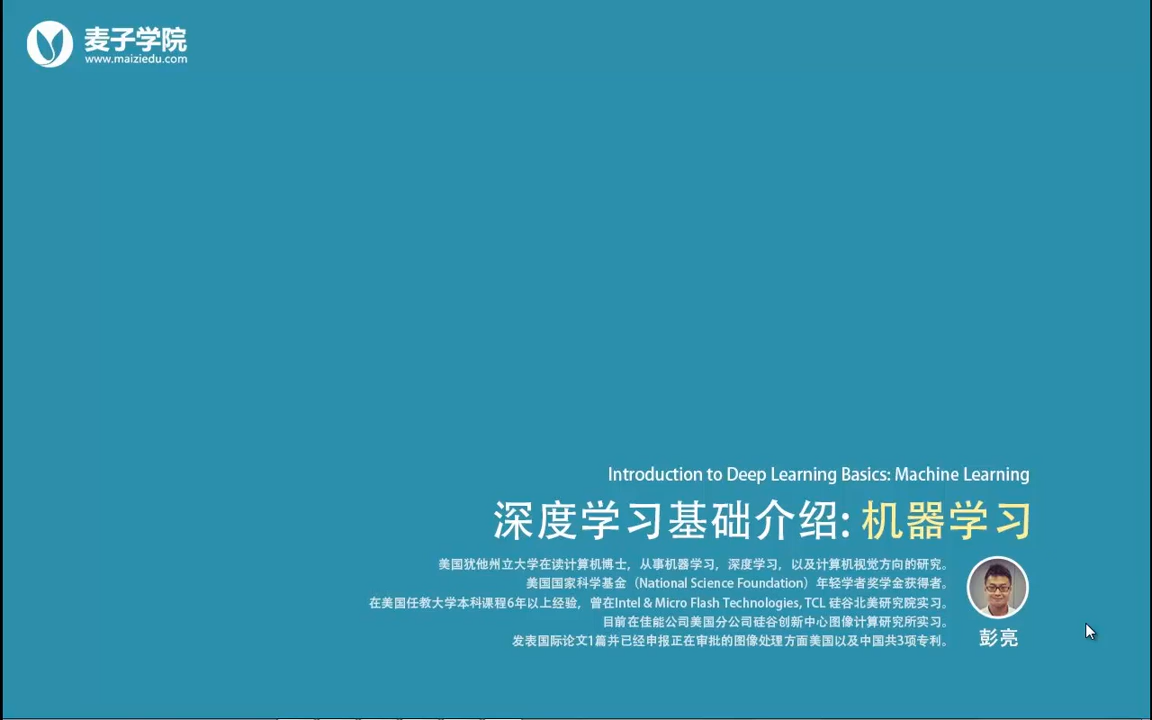 麦子学院
www.maiziedu.com
Introduction to Deep Learning Basics: Machine Learning
深度学习基础介绍: 机器学习
美国犹他州立大学在读计算机博士，从事机器学习，深度学习，以及计算机视觉方向的研究。
美国国家科学基金（National Science Foundation）年轻学者奖学金获得者。
在美国任教大学本科课程6年以上经验，曾在Intel & Micro Flash Technologies, TCL 硅谷北美研究院实习。
目前在佳能公司美国分公司硅谷创新中心图像计算研究所实习。
发表国际论文1篇并已经申报正在审批的图像处理方面美国以及中国共3项专利。
彭亮